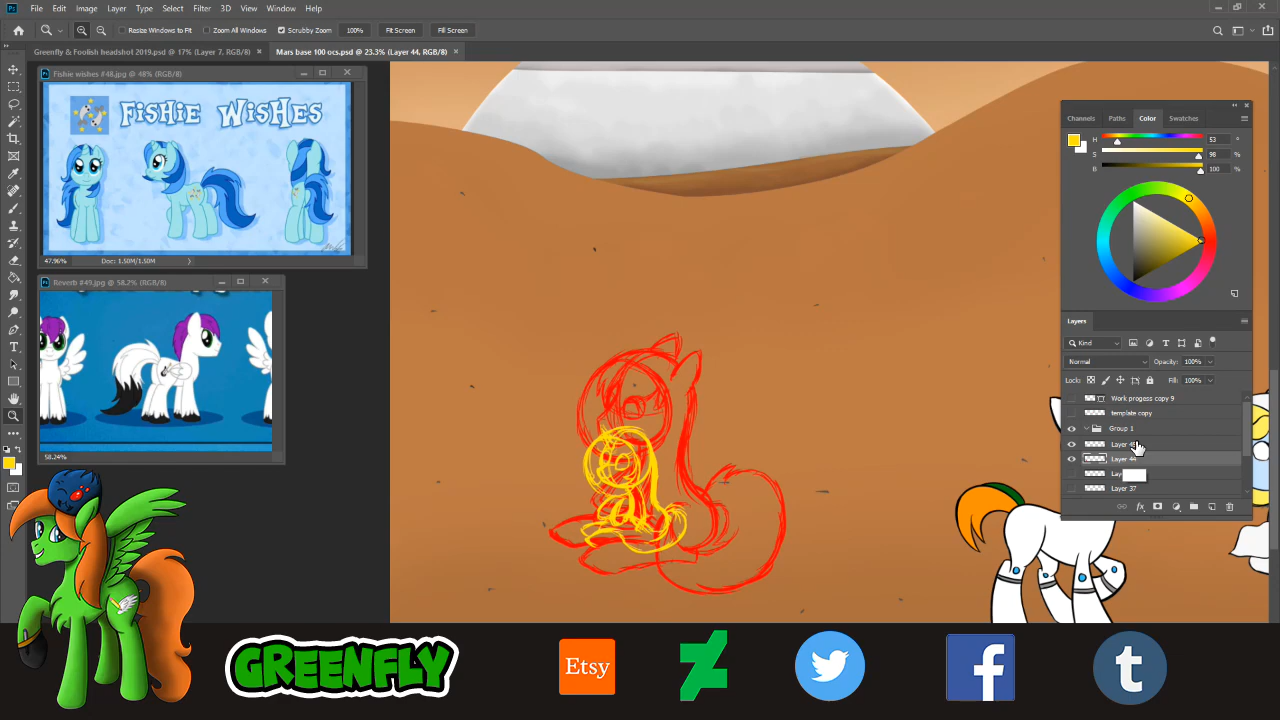 Ps File Edit Image Layer Type Select Filter 3D View Window Help
Resize Windows to Fit Zoom All Windows Scrubby Zoom 100% Fit Screen Fill Screen
Greenfly & Foolish headshot 2019.psd @ 17% (Layer 7, RGB/8) × Mars base 100 ocs.psd @ 23.3% (Layer 44, RGB/8) ×
Fishie wishes #48.jpg @ 48% (RGB/8)
FiSHiE WiSHES
47.96% Doc: 1.50M/1.50M
Reverb #49.jpg @ 58.2% (RGB/8)
58.24%
Channels Paths Color Swatches
H 53 °
S 98 %
B 100 %
Layers
Kind
Normal Opacity: 100%
Locks: Fill: 100%
Work progess copy 9
template copy
Group 1
Layer 44
Layer 37
GREENFLY
Etsy
f
t